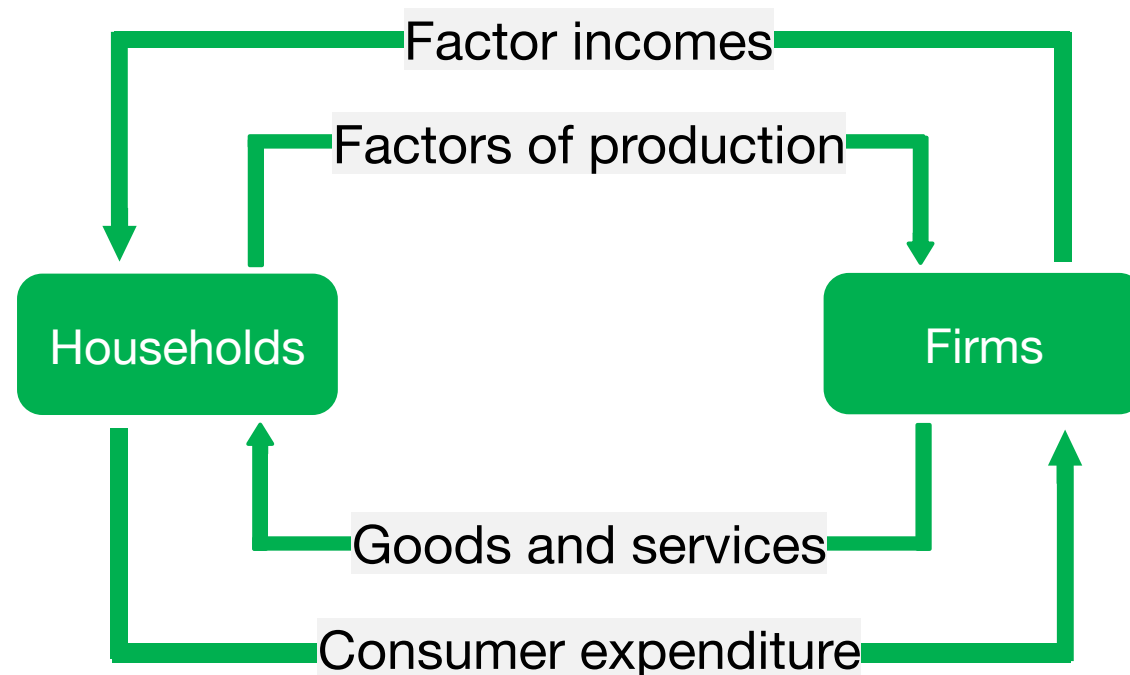 Factor incomes
Factors of production
Households
Firms
Goods and services
Consumer expenditure